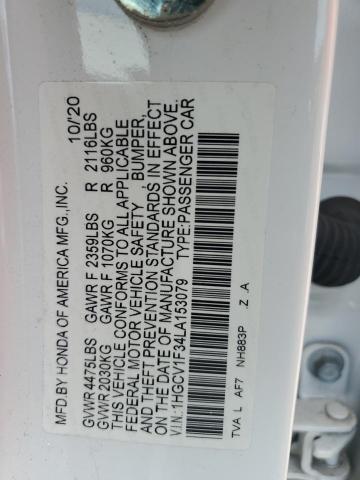 MFD.BY HONDA OF AMERICA MFG.,INC. 10/'20
GVWR 4475LBS GAWR F 2359LBS R 2116LBS
GVWR 2030KG GAWR F 1070KG R 960KG
THIS VEHICLE CONFORMS TO ALL APPLICABLE
FEDERAL MOTOR VEHICLE SAFETY , BUMPER,
AND THEFT PREVENTION STANDARDS IN EFFECT
ON THE DATE OF MANUFACTURE SHOWN ABOVE.
V.I.N.:1HGCV1F34LA153079 TYPE:PASSENGER CAR
TVA L AF7 NH883P Z A